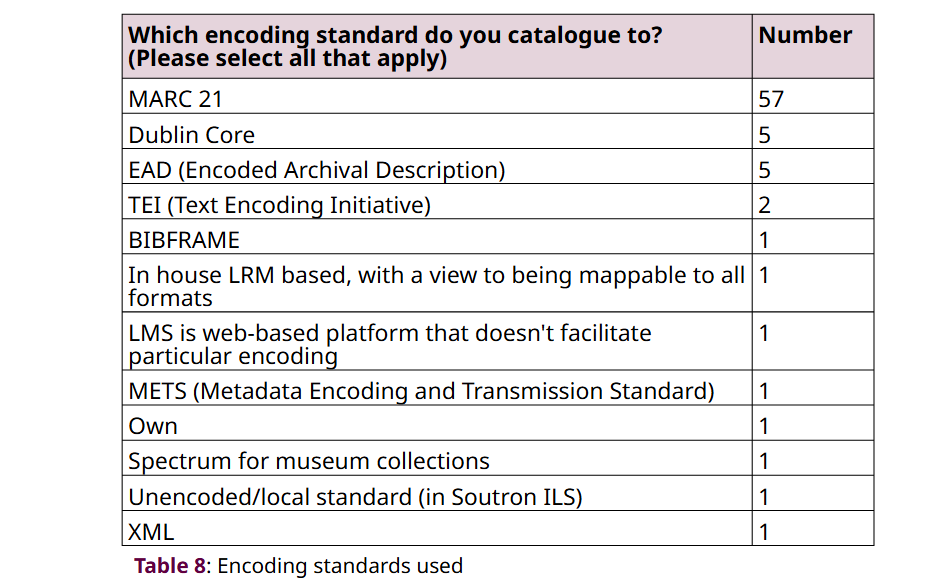 Which encoding standard do you catalogue to? Number
(Please select all that apply)
MARC 21 57
Dublin Core 5
EAD (Encoded Archival Description) 5
TEI (Text Encoding Initiative) 2
BIBFRAME 1
In house LRM based, with a view to being mappable to all 1
formats
LMS is web-based platform that doesn't facilitate 1
particular encoding
METS (Metadata Encoding and Transmission Standard) 1
Own 1
Spectrum for museum collections 1
Unencoded/local standard (in Soutron ILS) 1
XML 1
Table 8: Encoding standards used